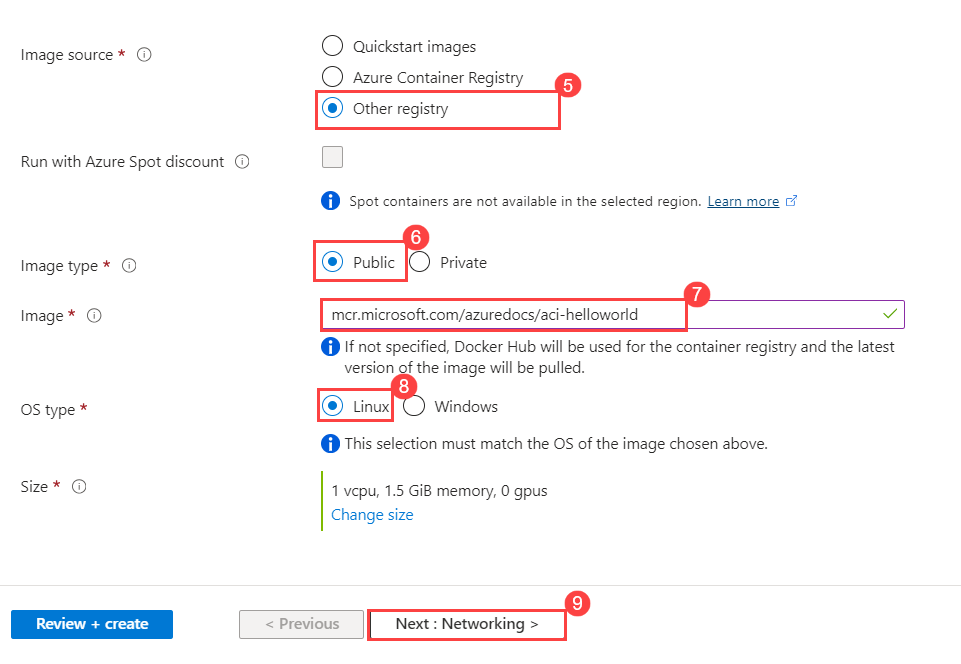 Image source *
Quickstart images
Azure Container Registry
5
Other registry
Run with Azure Spot discount
Spot containers are not available in the selected region. Learn more
6
Image type *
Public
Private
7
Image *
mcr.microsoft.com/azuredocs/aci-helloworld
If not specified, Docker Hub will be used for the container registry and the latest
version of the image will be pulled.
8
OS type *
Linux
Windows
This selection must match the OS of the image chosen above.
Size *
1 vcpu, 1.5 GiB memory, 0 gpus
Change size
9
Review + create
< Previous
Next : Networking >